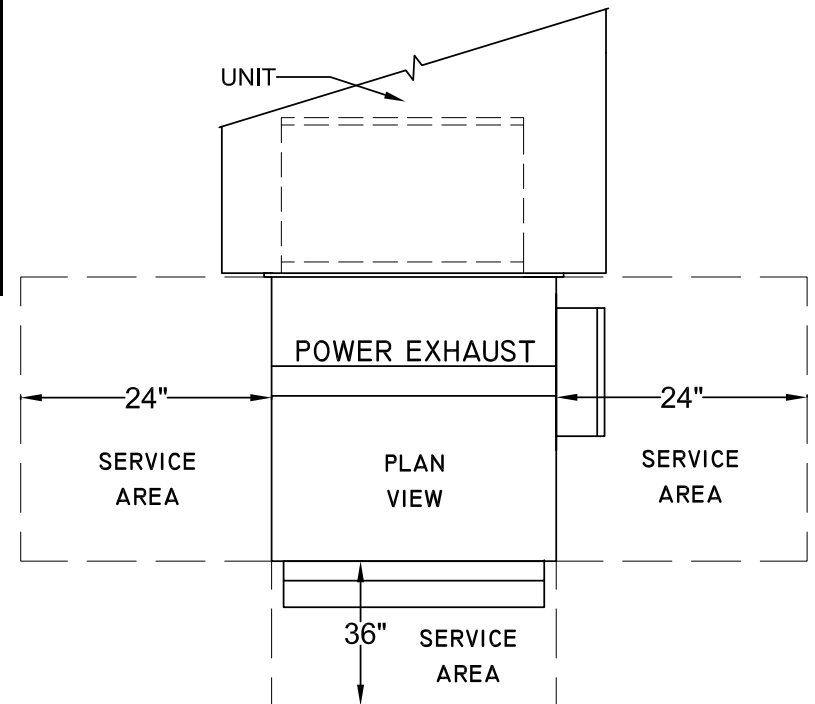 UNIT
POWER EXHAUST
24"
24"
SERVICE
AREA
PLAN
VIEW
SERVICE
AREA
36"
SERVICE
AREA